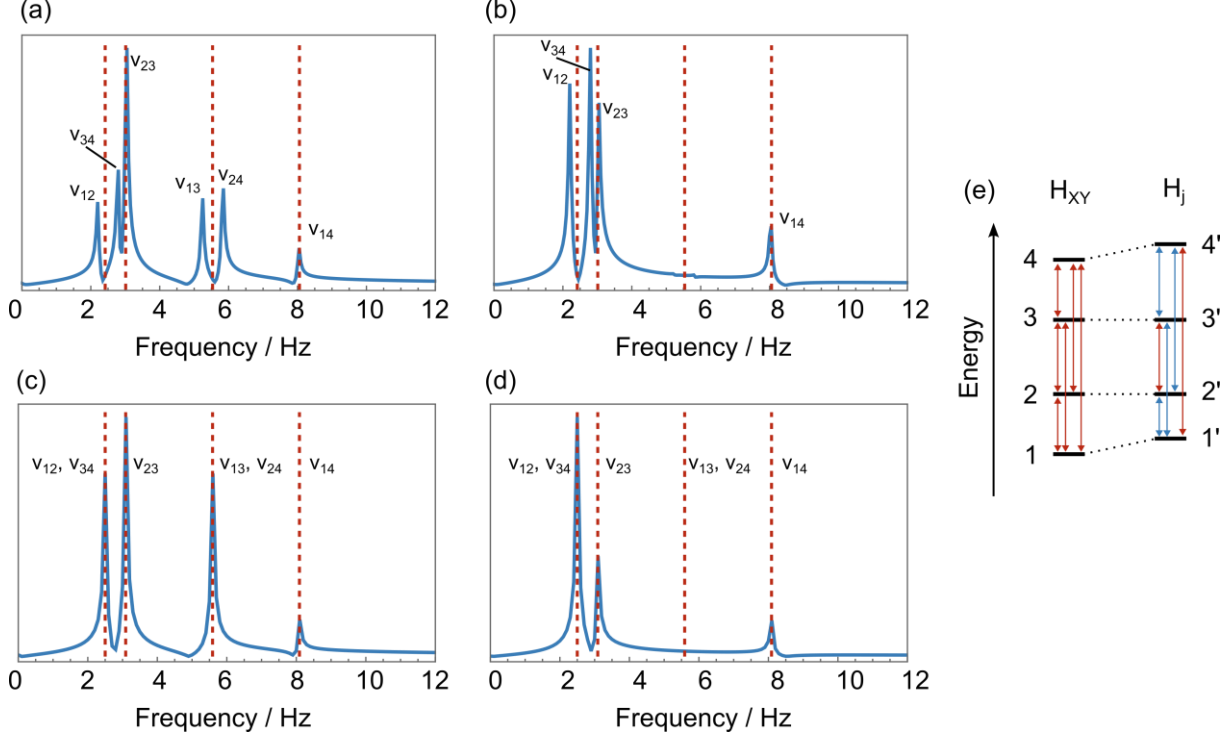 (a)
v₂₃
v₃₄
v₁₂
v₁₃
v₂₄
v₁₄
0 2 4 6 8 10 12
Frequency / Hz
(b)
v₃₄
v₁₂
v₂₃
v₁₄
0 2 4 6 8 10 12
Frequency / Hz
(c)
v₁₂, v₃₄
v₂₃
v₁₃, v₂₄
v₁₄
0 2 4 6 8 10 12
Frequency / Hz
(d)
v₁₂, v₃₄
v₂₃
v₁₃, v₂₄
v₁₄
0 2 4 6 8 10 12
Frequency / Hz
(e)
H_XY
H_j
Energy
4 4'
3 3'
2 2'
1 1'